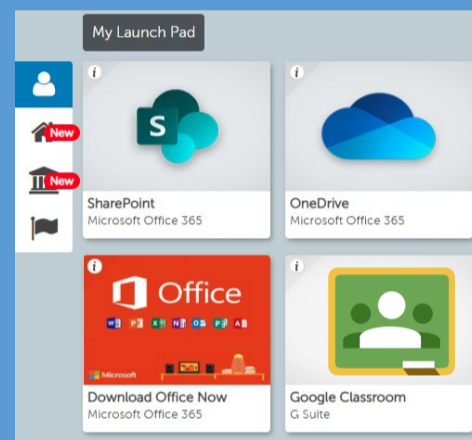 My Launch Pad
New
New
i
S
SharePoint
Microsoft Office 365
i
OneDrive
Microsoft Office 365
i
Office
Microsoft
Download Office Now
Microsoft Office 365
i
Google Classroom
G Suite